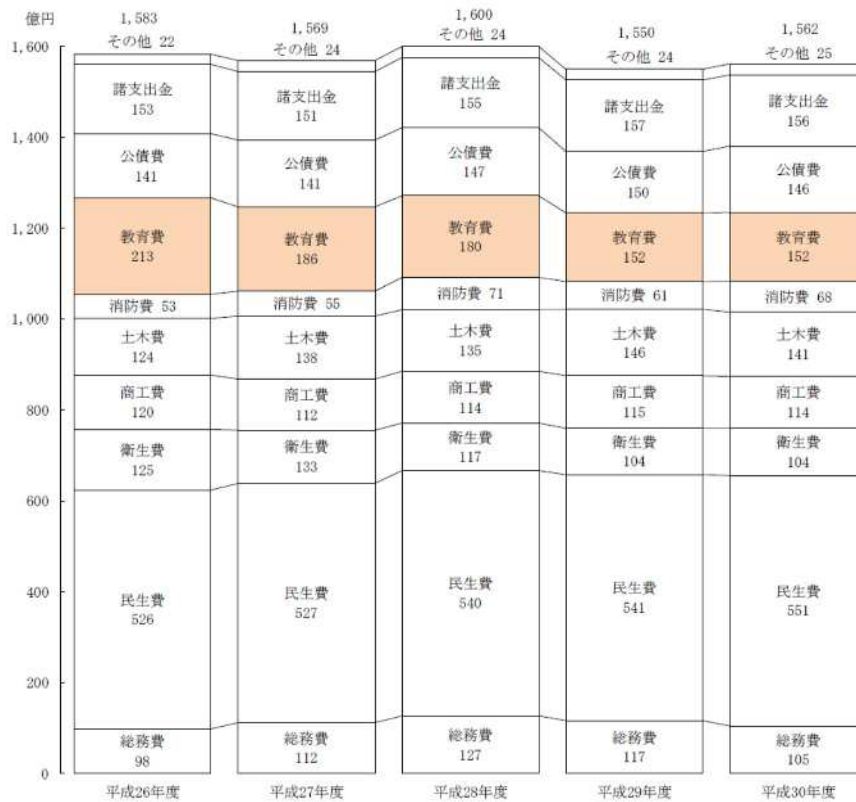 億円
1,583
その他 22
1,569
その他 24
1,600
その他 24
1,550
その他 24
1,562
その他 25
1,600
諸支出金
153
諸支出金
151
諸支出金
155
諸支出金
157
諸支出金
156
1,400
公債費
141
公債費
141
公債費
147
公債費
150
公債費
146
1,200
教育費
213
教育費
186
教育費
180
教育費
152
教育費
152
消防費 53
消防費 55
消防費 71
消防費 61
消防費 68
1,000
土木費
124
土木費
138
土木費
135
土木費
146
土木費
141
商工費
120
商工費
112
商工費
114
商工費
115
商工費
114
800
衛生費
125
衛生費
133
衛生費
117
衛生費
104
衛生費
104
600
民生費
526
民生費
527
民生費
540
民生費
541
民生費
551
400
200
総務費
98
総務費
112
総務費
127
総務費
117
総務費
105
0
平成26年度
平成27年度
平成28年度
平成29年度
平成30年度